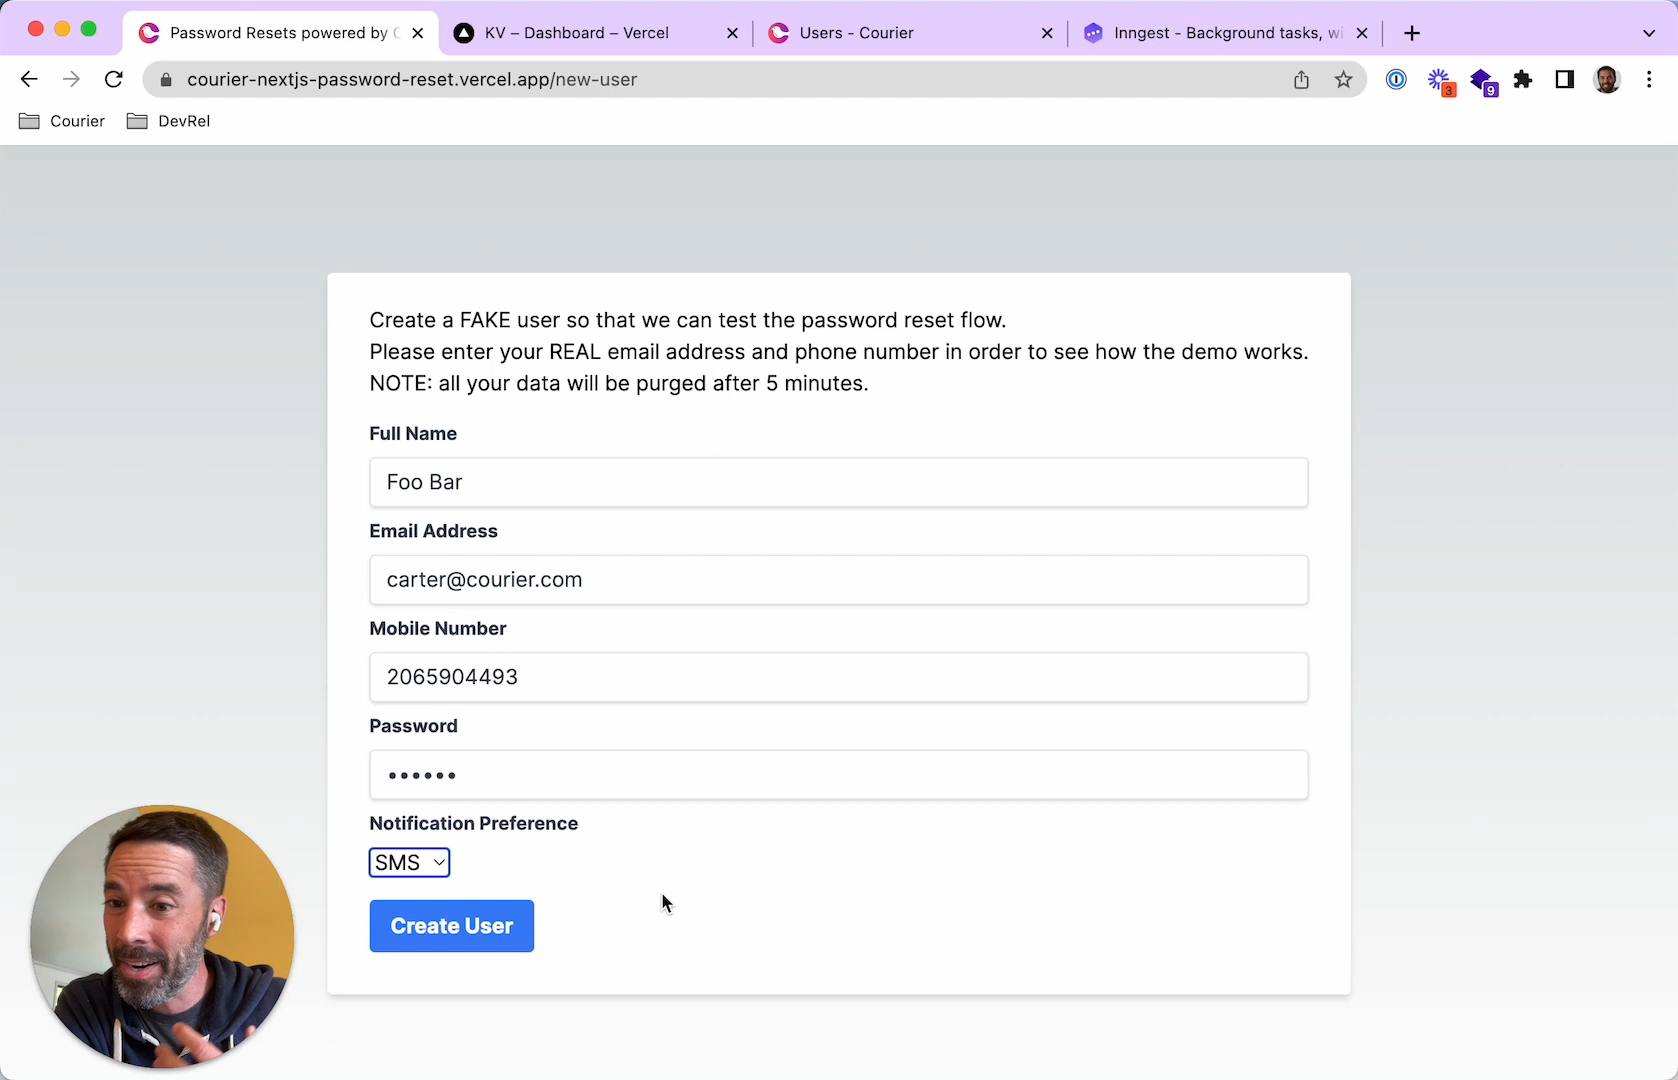 Password Resets powered by C
KV – Dashboard – Vercel
Users - Courier
Inngest - Background tasks, wi
courier-nextjs-password-reset.vercel.app/new-user
3
9
Courier
DevRel
Create a FAKE user so that we can test the password reset flow.
Please enter your REAL email address and phone number in order to see how the demo works.
NOTE: all your data will be purged after 5 minutes.
Full Name
Foo Bar
Email Address
carter@courier.com
Mobile Number
2065904493
Password
••••••
Notification Preference
SMS
Create User